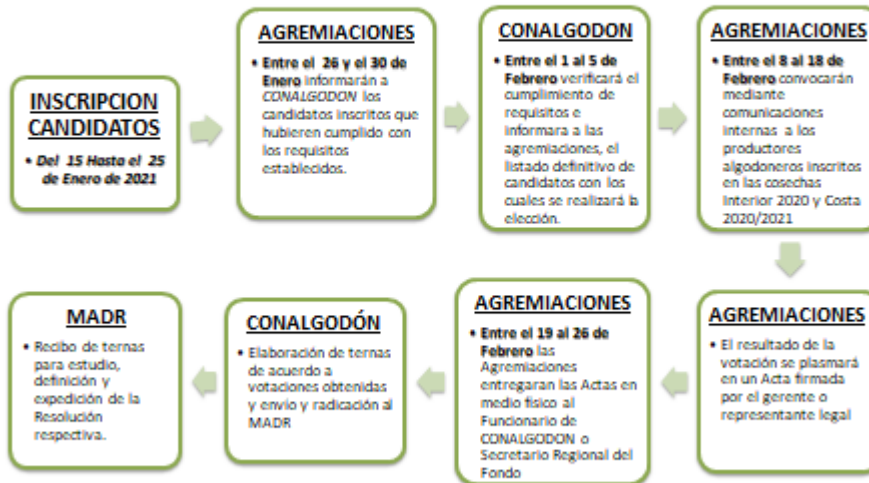 INSCRIPCION
CANDIDATOS
• Del 15 Hasta el 25
de Enero de 2021
AGREMIACIONES
• Entre el 26 y el 30 de
Enero informarán a
CONALGODON los
candidatos inscritos que
hubieren cumplido con
los requisitos
establecidos.
CONALGODON
• Entre el 1 al 5 de
Febrero verificará el
cumplimiento de
requisitos e
informara a las
agremiaciones, el
listado definitivo de
candidatos con los
cuales se realizará la
elección.
AGREMIACIONES
• Entre el 8 al 18 de
Febrero convocarán
mediante
comunicaciones
internas a los
productores
algodoneros inscritos
en las cosechas
Interior 2020 y Costa
2020/2021
AGREMIACIONES
• El resultado de la
votación se plasmará
en un Acta firmada
por el gerente o
representante legal
AGREMIACIONES
• Entre el 19 al 26 de
Febrero las
Agremiaciones
entregaran las Actas en
medio físico al
Funcionario de
CONALGODON o
Secretario Regional del
Fondo
CONALGODÓN
• Elaboración de ternas
de acuerdo a
votaciones obtenidas
y envío y radicación al
MADR
MADR
• Recibo de ternas
para estudio,
definición y
expedición de la
Resolución
respectiva.